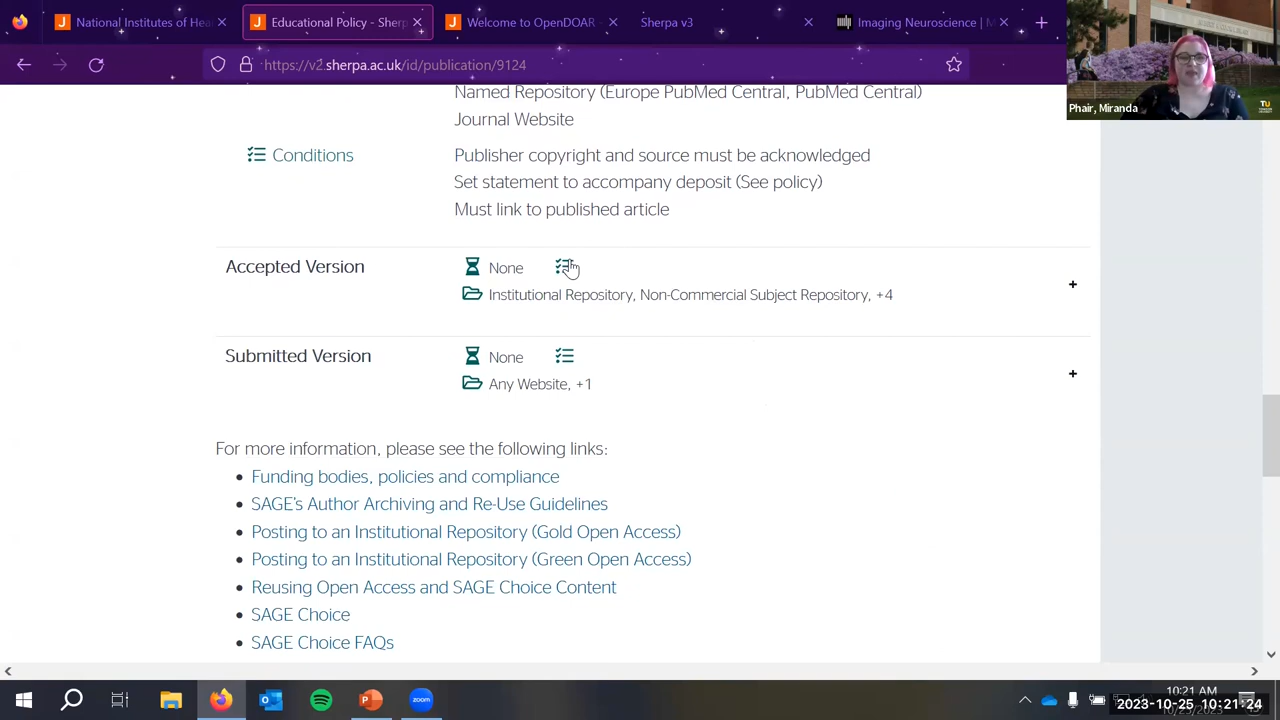 National Institutes of Hea
Educational Policy - Sherp
Welcome to OpenDOAR -
Sherpa v3
Imaging Neuroscience | M
https://v2.sherpa.ac.uk/id/publication/9124
Phair, Miranda
TU
Named Repository (Europe PubMed Central, PubMed Central)
Journal Website
Conditions
Publisher copyright and source must be acknowledged
Set statement to accompany deposit (See policy)
Must link to published article
Accepted Version
None
Institutional Repository, Non-Commercial Subject Repository, +4
+
Submitted Version
None
Any Website, +1
+
For more information, please see the following links:
• Funding bodies, policies and compliance
• SAGE's Author Archiving and Re-Use Guidelines
• Posting to an Institutional Repository (Gold Open Access)
• Posting to an Institutional Repository (Green Open Access)
• Reusing Open Access and SAGE Choice Content
• SAGE Choice
• SAGE Choice FAQs
zoom
10:21 AM
2023-10-25 10:21:24